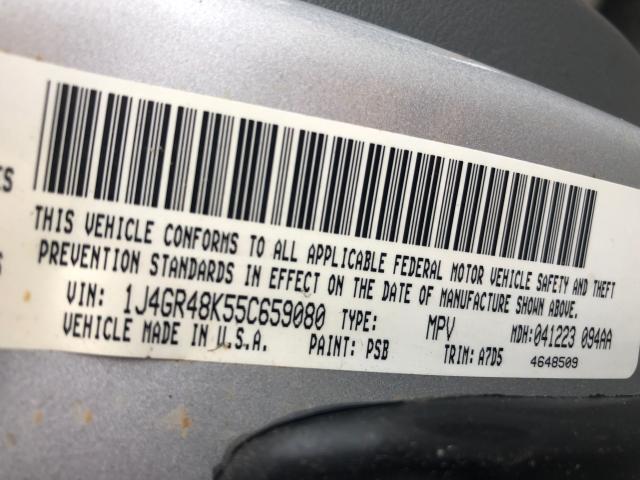 THIS VEHICLE CONFORMS TO ALL APPLICABLE FEDERAL MOTOR VEHICLE SAFETY AND THEFT
PREVENTION STANDARDS IN EFFECT ON THE DATE OF MANUFACTURE SHOWN ABOVE.
VIN: 1J4GR48K55C659080 TYPE: MPV MDH:041223 094AA
VEHICLE MADE IN U.S.A. PAINT: PSB TRIM: A7D5 4648509